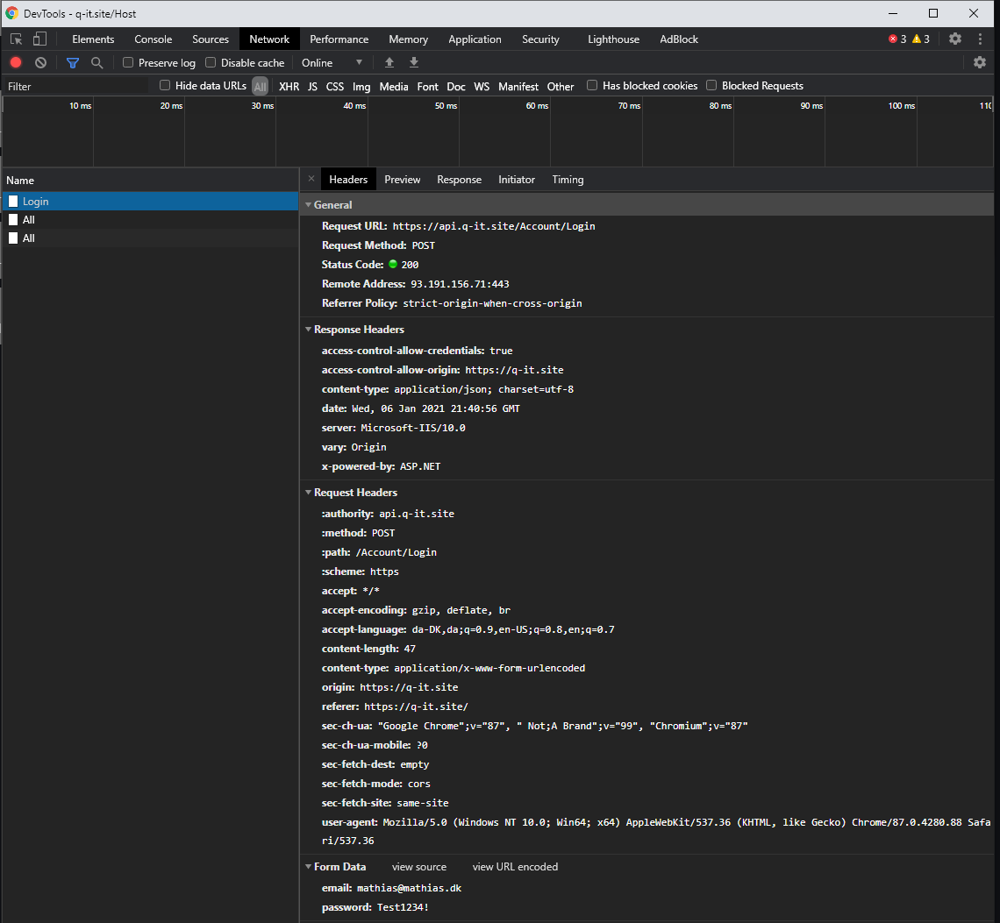 DevTools - q-it.site/Host
Elements Console Sources Network Performance Memory Application Security Lighthouse AdBlock 3 3
Preserve log Disable cache Online
Filter Hide data URLs All XHR JS CSS Img Media Font Doc WS Manifest Other Has blocked cookies Blocked Requests
10 ms 20 ms 30 ms 40 ms 50 ms 60 ms 70 ms 80 ms 90 ms 100 ms 110
Name
Login
All
All
Headers Preview Response Initiator Timing
General
Request URL: https://api.q-it.site/Account/Login
Request Method: POST
Status Code: 200
Remote Address: 93.191.156.71:443
Referrer Policy: strict-origin-when-cross-origin
Response Headers
access-control-allow-credentials: true
access-control-allow-origin: https://q-it.site
content-type: application/json; charset=utf-8
date: Wed, 06 Jan 2021 21:40:56 GMT
server: Microsoft-IIS/10.0
vary: Origin
x-powered-by: ASP.NET
Request Headers
:authority: api.q-it.site
:method: POST
:path: /Account/Login
:scheme: https
accept: */*
accept-encoding: gzip, deflate, br
accept-language: da-DK,da;q=0.9,en-US;q=0.8,en;q=0.7
content-length: 47
content-type: application/x-www-form-urlencoded
origin: https://q-it.site
referer: https://q-it.site/
sec-ch-ua: "Google Chrome";v="87", " Not;A Brand";v="99", "Chromium";v="87"
sec-ch-ua-mobile: ?0
sec-fetch-dest: empty
sec-fetch-mode: cors
sec-fetch-site: same-site
user-agent: Mozilla/5.0 (Windows NT 10.0; Win64; x64) AppleWebKit/537.36 (KHTML, like Gecko) Chrome/87.0.4280.88 Safa
ri/537.36
Form Data view source view URL encoded
email: mathias@mathias.dk
password: Test1234!